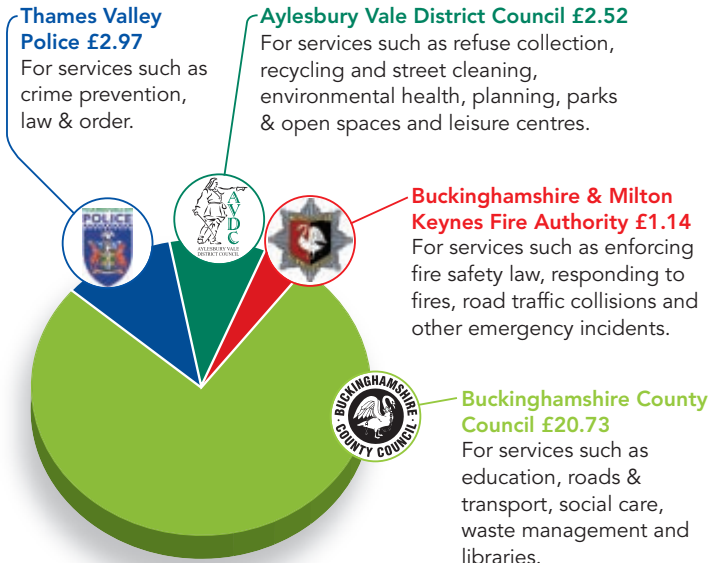 Thames Valley
Police £2.97
For services such as
crime prevention,
law & order.
Aylesbury Vale District Council £2.52
For services such as refuse collection,
recycling and street cleaning,
environmental health, planning, parks
& open spaces and leisure centres.
POLICE
AVDC
AYLESBURY VALE
DISTRICT COUNCIL
Buckinghamshire & Milton
Keynes Fire Authority £1.14
For services such as enforcing
fire safety law, responding to
fires, road traffic collisions and
other emergency incidents.
BUCKINGHAMSHIRE
COUNTY COUNCIL
Buckinghamshire County
Council £20.73
For services such as
education, roads &
transport, social care,
waste management and
libraries.